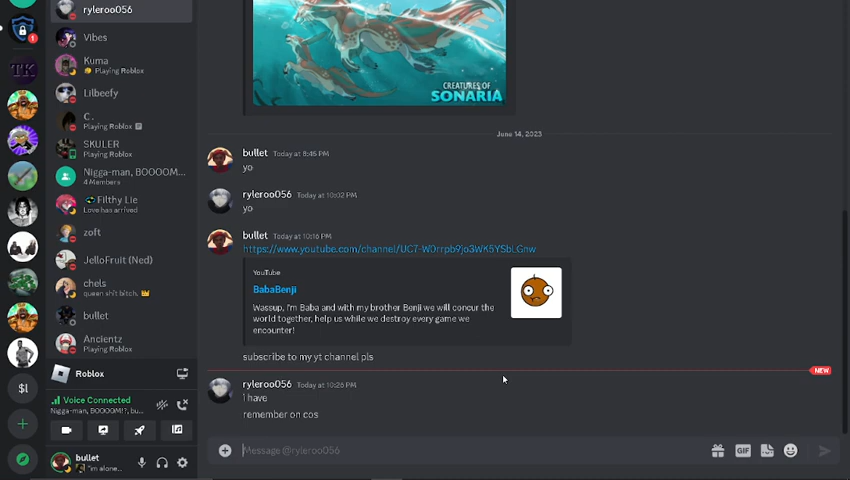 ryleroo056
Vibes
Kuma
Playing Roblox
Lilbeefy
C .
Playing Roblox
SKULER
Playing Roblox
Nigga-man, BOOOOM...
4 Members
Filthy Lie
Love has arrived
zoft
JelloFruit (Ned)
chels
queen shit bitch.
bullet
Ancientz
Playing Roblox
Roblox
Voice Connected
Nigga-man, BOOOOM!?, bu...
bullet
"i'm alone...
TK
$l
1
CREATURES OF
SONARIA
June 14, 2023
bullet Today at 8:45 PM
yo
ryleroo056 Today at 10:02 PM
yo
bullet Today at 10:16 PM
https://www.youtube.com/channel/UC7-W0rrpb9jo3WK5YSbLGnw
YouTube
BabaBenji
Wassup, I'm Baba and with my brother Benji we will concur the
world together, help us while we destroy every game we
encounter!
subscribe to my yt channel pls
NEW
ryleroo056 Today at 10:26 PM
I have
remember on cos
Message @ryleroo056
GIF